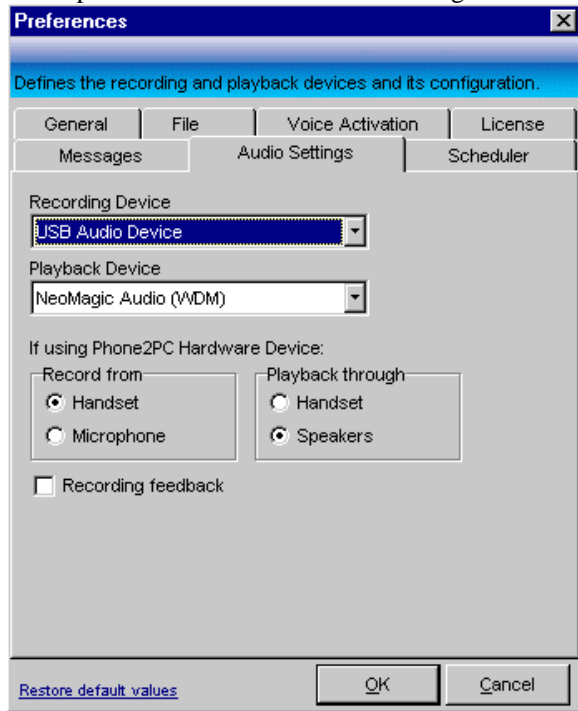 Preferences
Defines the recording and playback devices and its configuration.
General File Voice Activation License
Messages Audio Settings Scheduler
Recording Device
USB Audio Device
Playback Device
NeoMagic Audio (WDM)
If using Phone2PC Hardware Device:
Record from Playback through
Handset Handset
Microphone Speakers
Recording feedback
Restore default values OK Cancel